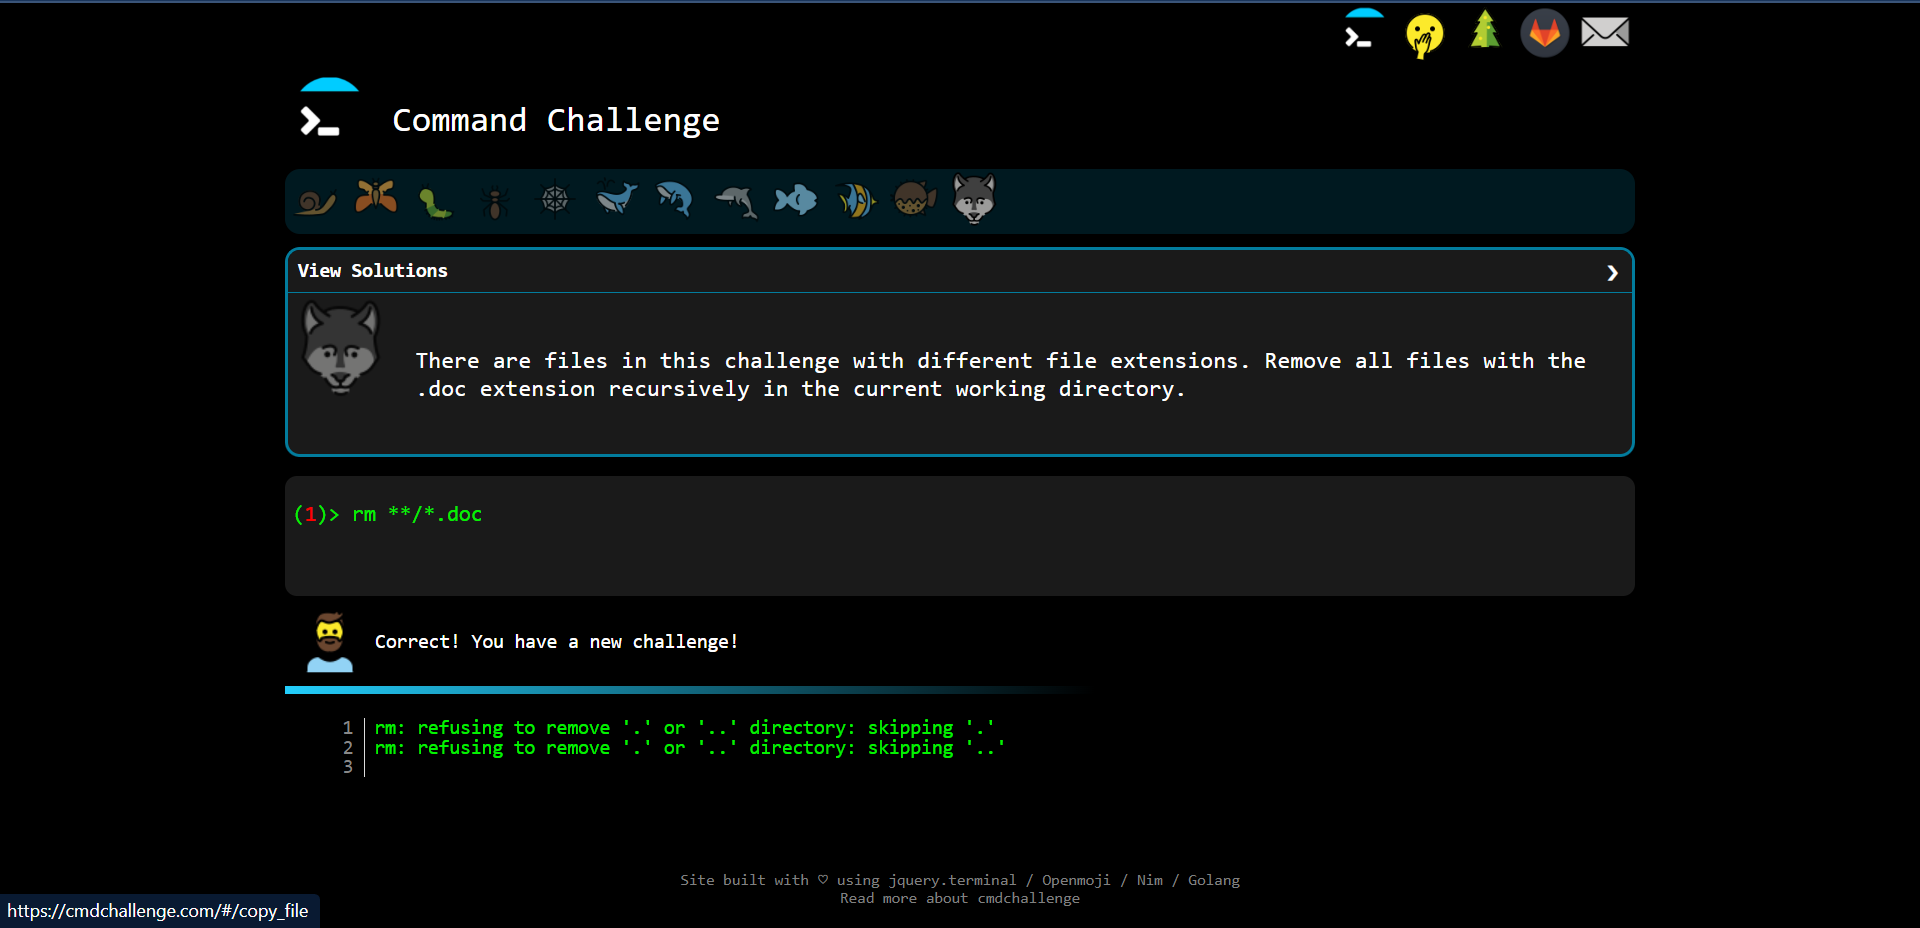 Command Challenge
View Solutions
There are files in this challenge with different file extensions. Remove all files with the
.doc extension recursively in the current working directory.
(1)> rm **/*.doc
Correct! You have a new challenge!
1 rm: refusing to remove '.' or '..' directory: skipping '.'
2 rm: refusing to remove '.' or '..' directory: skipping '..'
3
Site built with ♡ using jquery.terminal / Openmoji / Nim / Golang
Read more about cmdchallenge
https://cmdchallenge.com/#/copy_file